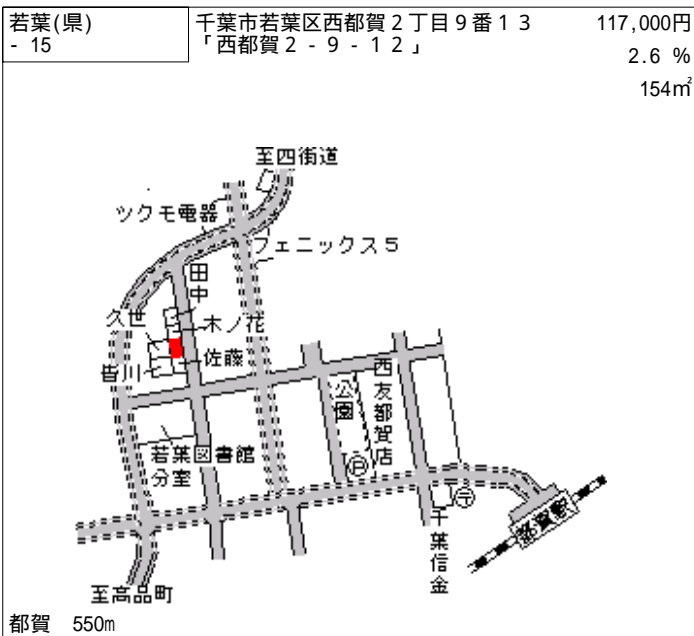 若葉(県)
- 15
千葉市若葉区西都賀2丁目9番13
「西都賀2-9-12」
117,000円
2.6 %
154㎡
至四街道
ツクモ電器
フェニックス5
田中
久世
木ノ花
佐藤
皆川
西友都賀店
公園
若葉図書館
分室
千葉信金
都賀駅
至高品町
都賀 550m